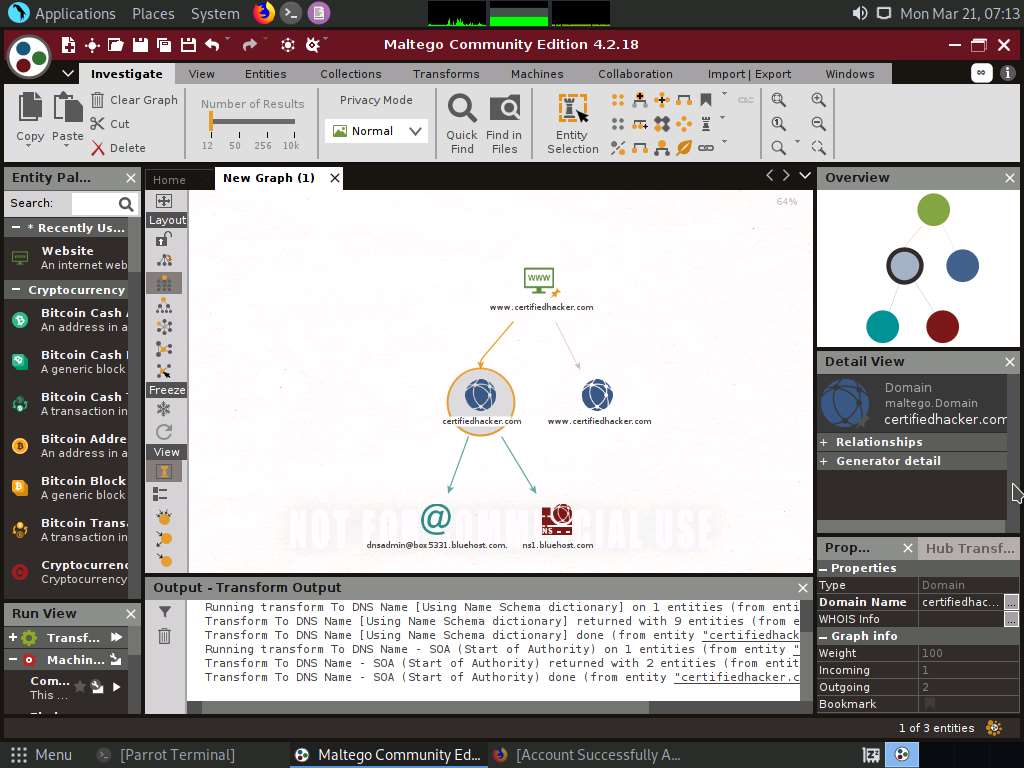 Applications Places System Mon Mar 21, 07:13
Maltego Community Edition 4.2.18
Investigate View Entities Collections Transforms Machines Collaboration Import | Export Windows
Copy Paste Clear Graph Cut Delete
Number of Results
12 50 256 10k
Privacy Mode
Normal
Quick Find
Find in Files
Entity Selection
Entity Pal...
Search:
* Recently Us...
Website
An internet web
Cryptocurrency
Bitcoin Cash A
An address in a
Bitcoin Cash
A generic block
Bitcoin Cash T
A transaction in
Bitcoin Addre
An address in a
Bitcoin Block
A generic block
Bitcoin Trans
A transaction in
Cryptocurrenc
Cryptocurrency
Run View
Transf...
Machin...
Com...
This ...
Home New Graph (1)
Layout
Freeze
View
64%
WWW
www.certifiedhacker.com
certifiedhacker.com www.certifiedhacker.com
@ NS
dnsadmin@box5331.bluehost.com. ns1.bluehost.com
NOT FOR COMMERCIAL USE
Output - Transform Output
Running transform To DNS Name [Using Name Schema dictionary] on 1 entities (from enti
Transform To DNS Name [Using Name Schema dictionary] returned with 9 entities (from e
Transform To DNS Name [Using Name Schema dictionary] done (from entity "certifiedhack
Running transform To DNS Name - SOA (Start of Authority) on 1 entities (from entity "
Transform To DNS Name - SOA (Start of Authority) returned with 2 entities (from entit
Transform To DNS Name - SOA (Start of Authority) done (from entity "certifiedhacker.c
Overview
Detail View
Domain
maltego.Domain
certifiedhacker.com
+ Relationships
+ Generator detail
Prop... Hub Transf...
Properties
Type Domain
Domain Name certifiedhac... ...
WHOIS Info ...
Graph info
Weight 100
Incoming 1
Outgoing 2
Bookmark
1 of 3 entities
Menu [Parrot Terminal] Maltego Community Ed... [Account Successfully A...